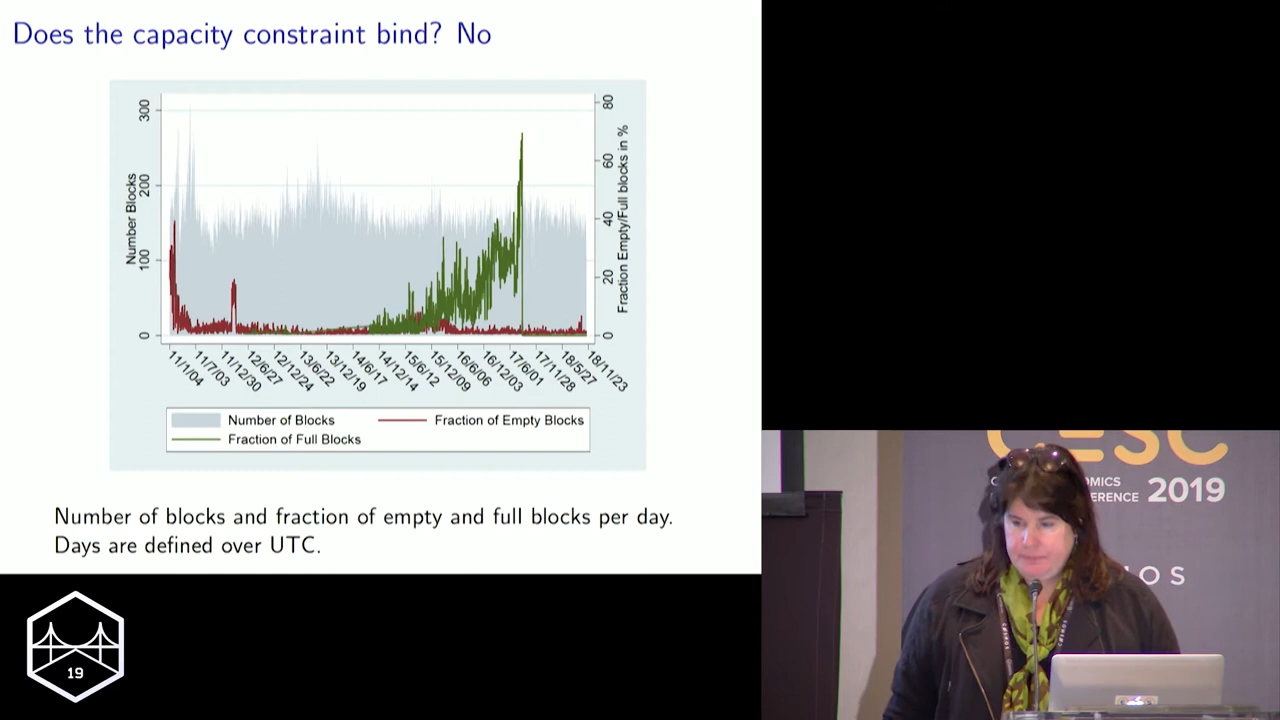 Does the capacity constraint bind? No
300
200
100
0
Number Blocks
80
60
40
20
0
Fraction Empty/Full blocks in %
11/1/04
11/7/03
11/12/30
12/6/27
12/12/24
13/6/22
13/12/19
14/6/17
14/12/14
15/6/12
15/12/09
16/6/06
16/12/03
17/6/01
17/11/28
18/5/27
18/11/23
Number of Blocks
Fraction of Empty Blocks
Fraction of Full Blocks
Number of blocks and fraction of empty and full blocks per day.
Days are defined over UTC.
19
CESC
OMICS
ERENCE 2019
OS